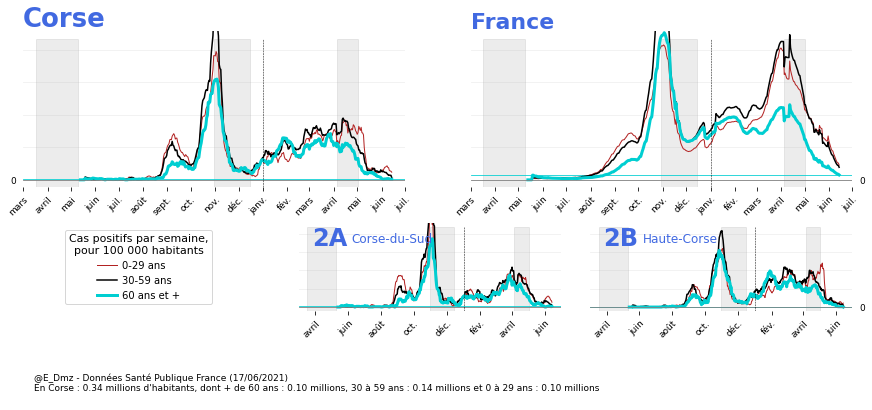 Corse
France
0
0
mars avril mai juin juil. août sept. oct. nov. déc. janv. fév. mars avril mai juin juil.
mars avril mai juin juil. août sept. oct. nov. déc. janv. fév. mars avril mai juin juil.
Cas positifs par semaine,
pour 100 000 habitants
0-29 ans
30-59 ans
60 ans et +
2A Corse-du-Sud
2B Haute-Corse
0
avril juin août oct. déc. fév. avril juin
avril juin août oct. déc. fév. avril juin
@E_Dmz - Données Santé Publique France (17/06/2021)
En Corse : 0.34 millions d'habitants, dont + de 60 ans : 0.10 millions, 30 à 59 ans : 0.14 millions et 0 à 29 ans : 0.10 millions